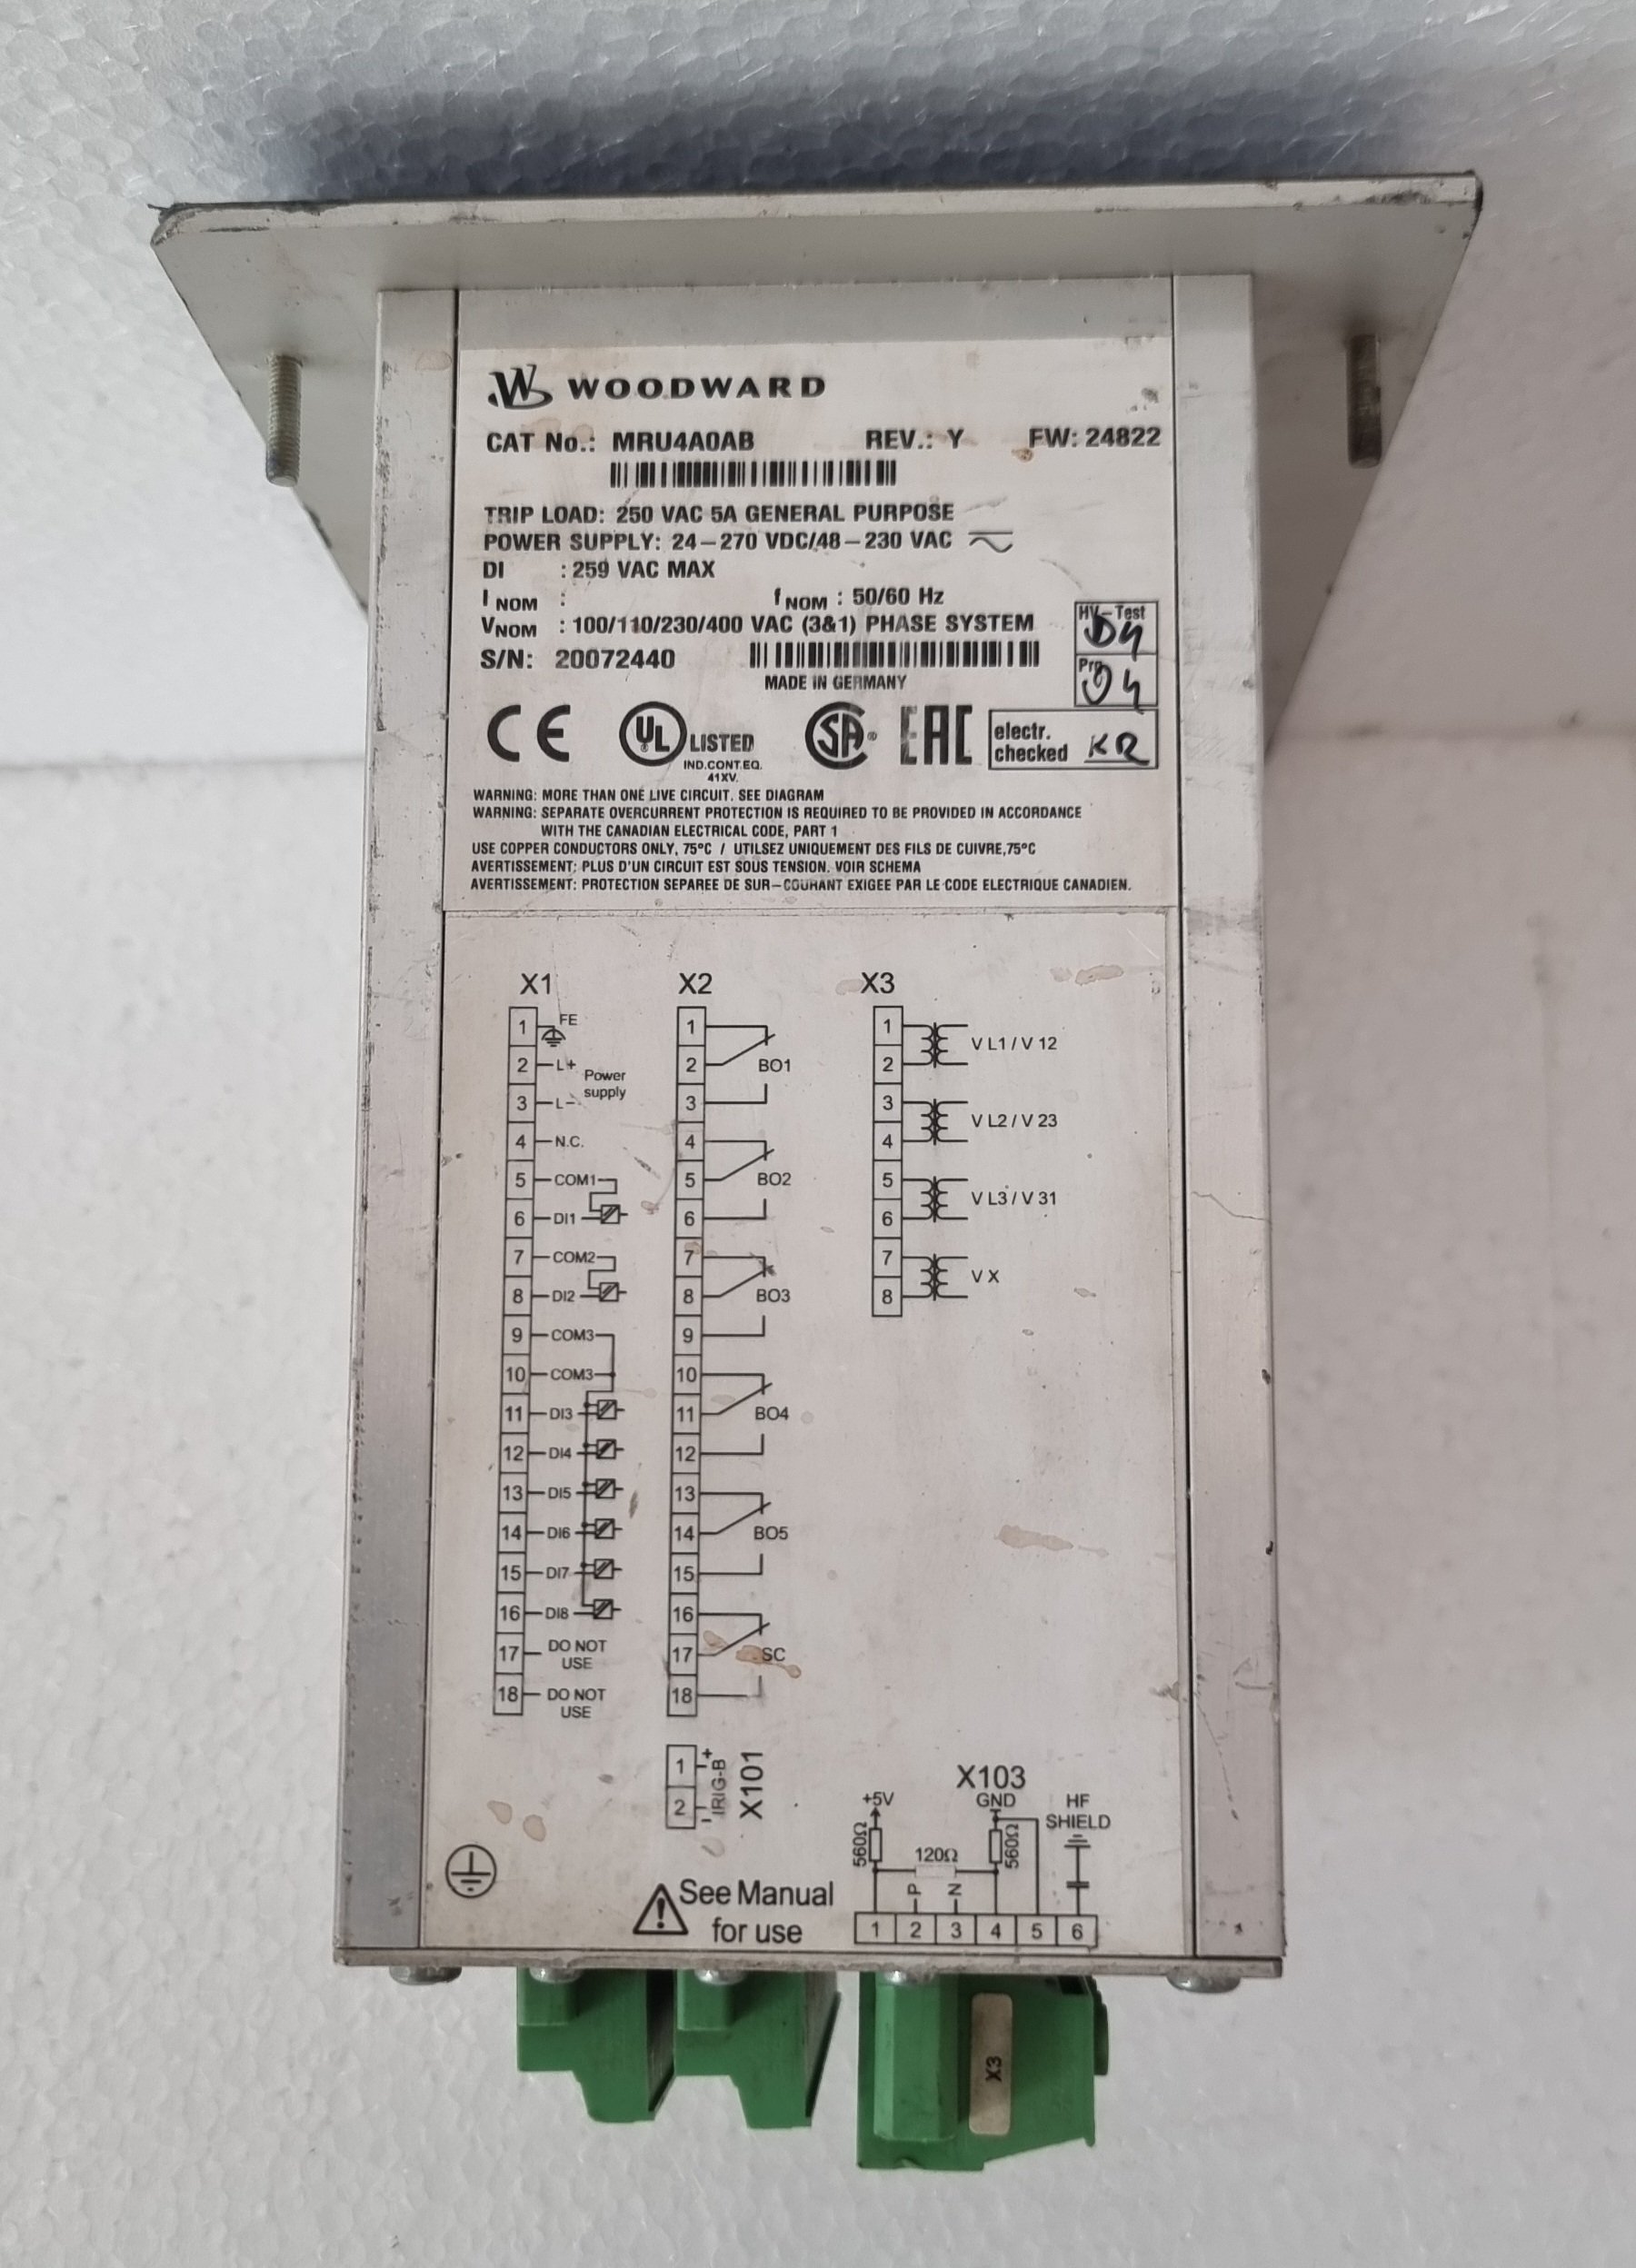 WOODWARD
CAT No.: MRU4A0AB REV.: Y FW: 24822
TRIP LOAD: 250 VAC 5A GENERAL PURPOSE
POWER SUPPLY: 24-270 VDC/48-230 VAC
DI : 259 VAC MAX
I NOM : f NOM : 50/60 Hz
VNOM : 100/110/230/400 VAC (3&1) PHASE SYSTEM
HV-Test
S/N: 20072440
Prg
MADE IN GERMANY
CE UL LISTED SA EAC electr.
checked KR
IND.CONT.EQ.
41XV.
WARNING: MORE THAN ONE LIVE CIRCUIT. SEE DIAGRAM
WARNING: SEPARATE OVERCURRENT PROTECTION IS REQUIRED TO BE PROVIDED IN ACCORDANCE
WITH THE CANADIAN ELECTRICAL CODE, PART 1
USE COPPER CONDUCTORS ONLY, 75°C / UTILSEZ UNIQUEMENT DES FILS DE CUIVRE,75°C
AVERTISSEMENT: PLUS D'UN CIRCUIT EST SOUS TENSION. VOIR SCHEMA
AVERTISSEMENT: PROTECTION SEPAREE DE SUR-COURANT EXIGEE PAR LE CODE ELECTRIQUE CANADIEN.
X1
1 FE
2 L+ Power
supply
3 L-
4 N.C.
5 COM1
6 DI1
7 COM2
8 DI2
9 COM3
10 COM3
11 DI3
12 DI4
13 DI5
14 DI6
15 DI7
16 DI8
17 DO NOT
USE
18 DO NOT
USE
X2
1
2 BO1
3
4
5 BO2
6
7
8 BO3
9
10
11 BO4
12
13
14 BO5
15
16
17 SC
18
X3
1
V L1 / V 12
2
3
V L2 / V 23
4
5
V L3 / V 31
6
7
V X
8
1 +
2 -
IRIG-B
X101
See Manual
for use
X103
+5V GND HF
SHIELD
560Ω 120Ω 560Ω
P N
1 2 3 4 5 6
X3